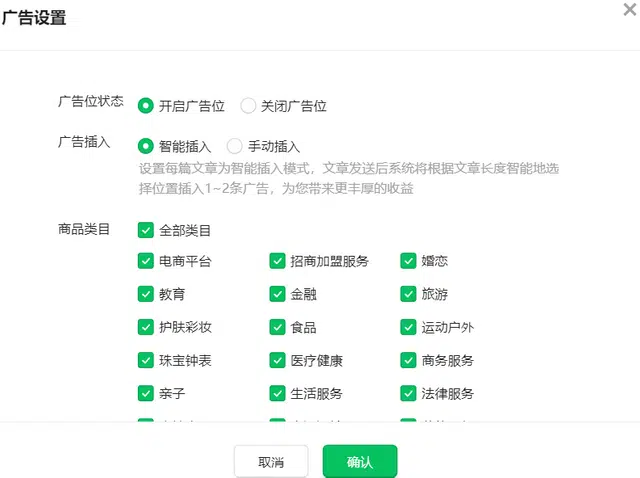 广告设置
广告位状态 开启广告位 关闭广告位
广告插入 智能插入 手动插入
设置每篇文章为智能插入模式，文章发送后系统将根据文章长度智能地选
择位置插入1~2条广告，为您带来更丰厚的收益
商品类目 全部类目
电商平台 招商加盟服务 婚恋
教育 金融 旅游
护肤彩妆 食品 运动户外
珠宝钟表 医疗健康 商务服务
亲子 生活服务 法律服务
取消 确认